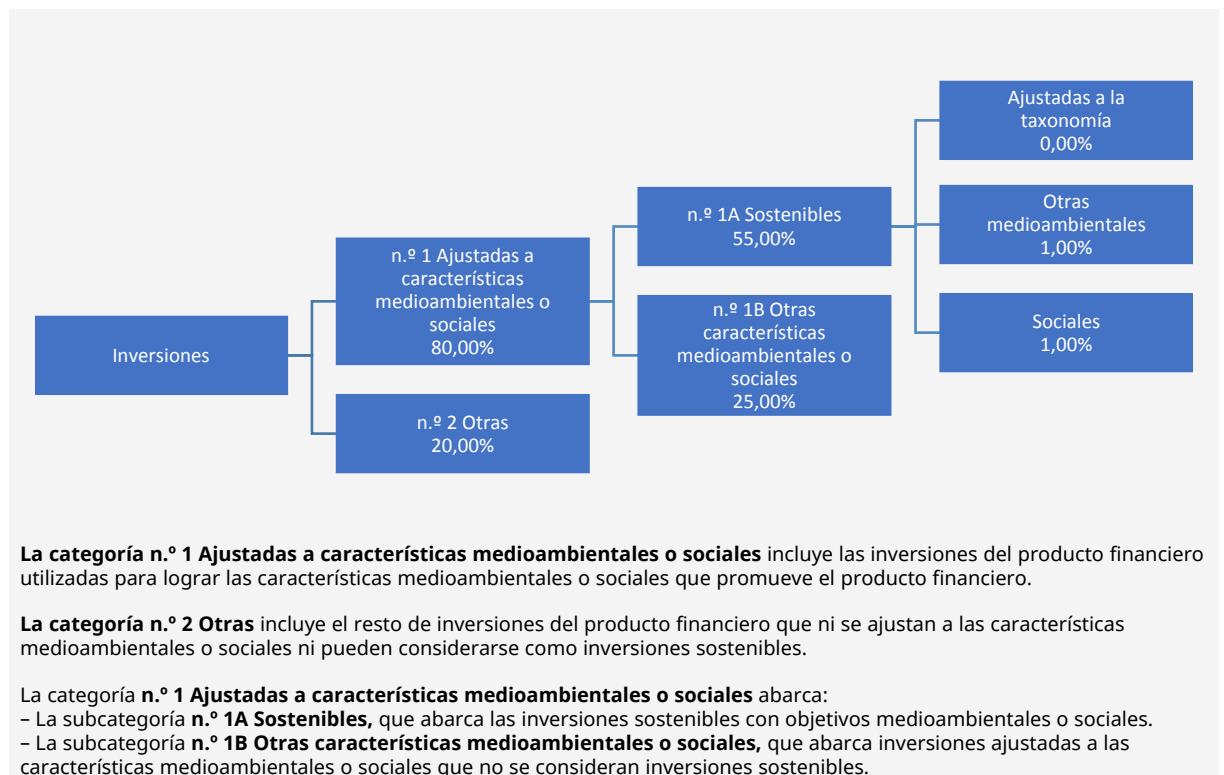 Inversiones
n.º 1 Ajustadas a
características
medioambientales o
sociales
80,00%
n.º 2 Otras
20,00%
n.º 1A Sostenibles
55,00%
n.º 1B Otras
características
medioambientales o
sociales
25,00%
Ajustadas a la
taxonomía
0,00%
Otras
medioambientales
1,00%
Sociales
1,00%
La categoría n.º 1 Ajustadas a características medioambientales o sociales incluye las inversiones del producto financiero
utilizadas para lograr las características medioambientales o sociales que promueve el producto financiero.
La categoría n.º 2 Otras incluye el resto de inversiones del producto financiero que ni se ajustan a las características
medioambientales o sociales ni pueden considerarse como inversiones sostenibles.
La categoría n.º 1 Ajustadas a características medioambientales o sociales abarca:
– La subcategoría n.º 1A Sostenibles, que abarca las inversiones sostenibles con objetivos medioambientales o sociales.
– La subcategoría n.º 1B Otras características medioambientales o sociales, que abarca inversiones ajustadas a las
características medioambientales o sociales que no se consideran inversiones sostenibles.